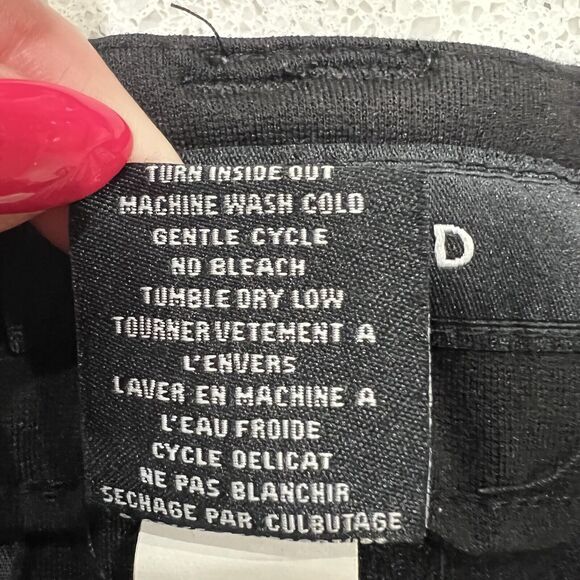 TURN INSIDE OUT
MACHINE WASH COLD
GENTLE CYCLE
NO BLEACH
TUMBLE DRY LOW
TOURNER VETEMENT A
L'ENVERS
LAVER EN MACHINE A
L'EAU FROIDE
CYCLE DELICAT
NE PAS BLANCHIR
SECHAGE PAR CULBUTAGE
D